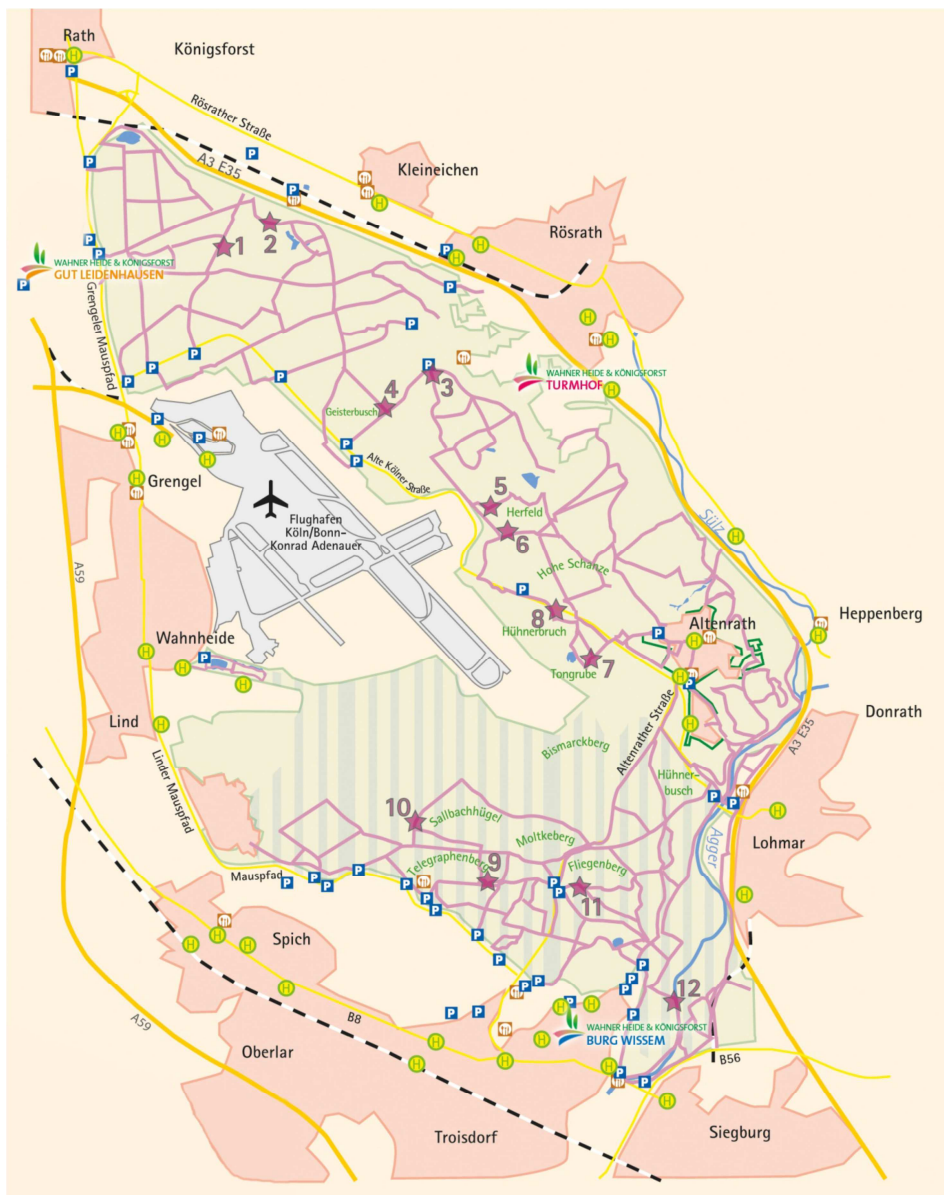 Rath
Königsforst
Rösrather Straße
A3 E35
Kleineichen
Rösrath
1
2
WAHNER HEIDE & KÖNIGSFORST
GUT LEIDENHAUSEN
Grengeler Mauspfad
WAHNER HEIDE & KÖNIGSFORST
TURMHOF
3
4
Geisterbusch
Alte Kölner
Straße
Grengel
5
Herfeld
6
Flughafen
Köln/Bonn-
Konrad Adenauer
Sülz
Hohe Schanze
A59
8
Hühnerbruch
Altenrath
Heppenberg
Wahnheide
7
Tongrube
Lind
Donrath
Altenrather Straße
A3 E35
Bismarckberg
Hühner-
busch
Linder Mauspfad
10
Sallbachhügel
Moltkeberg
Agger
Lohmar
Mauspfad
Telegraphenberg
9
Fliegenberg
11
Spich
12
B8
A59
WAHNER HEIDE & KÖNIGSFORST
BURG WISSEM
Oberlar
B56
Troisdorf
Siegburg
P
H